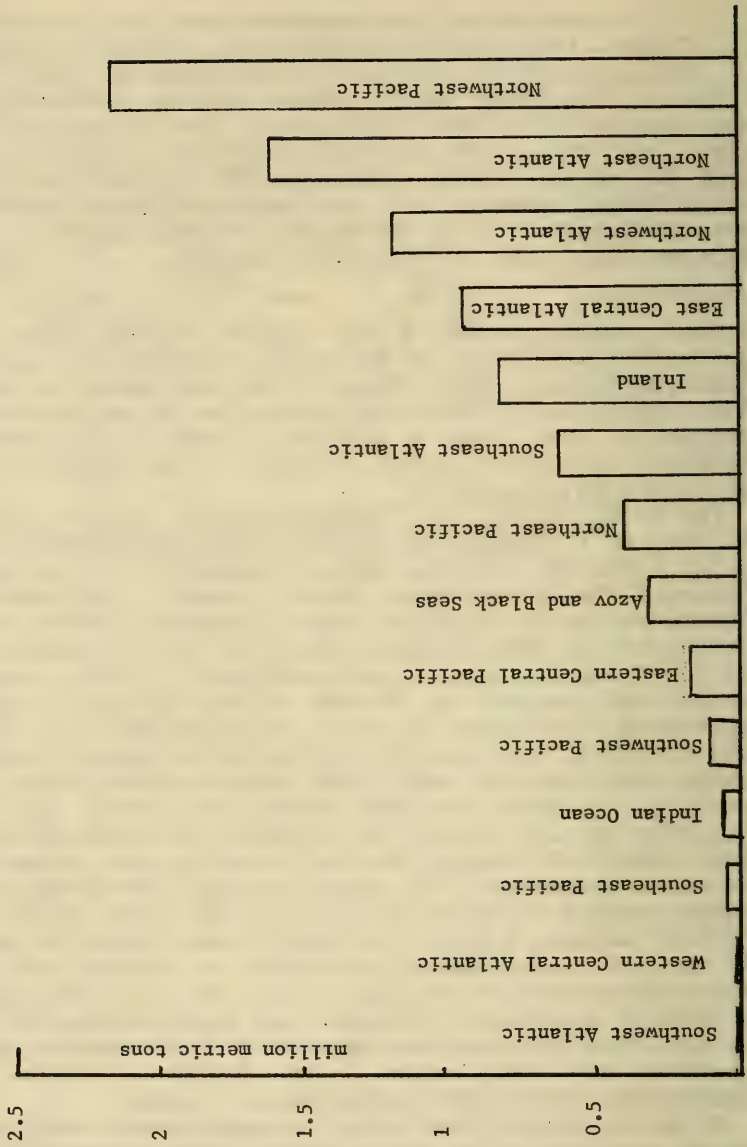 Northwest Pacific
Northeast Atlantic
Northwest Atlantic
East Central Atlantic
Inland
Southeast Atlantic
Northeast Pacific
Azov and Black Seas
Eastern Central Pacific
Southwest Pacific
Indian Ocean
Southeast Pacific
Western Central Atlantic
Southwest Atlantic
million metric tons
2.5
2
1.5
1
0.5